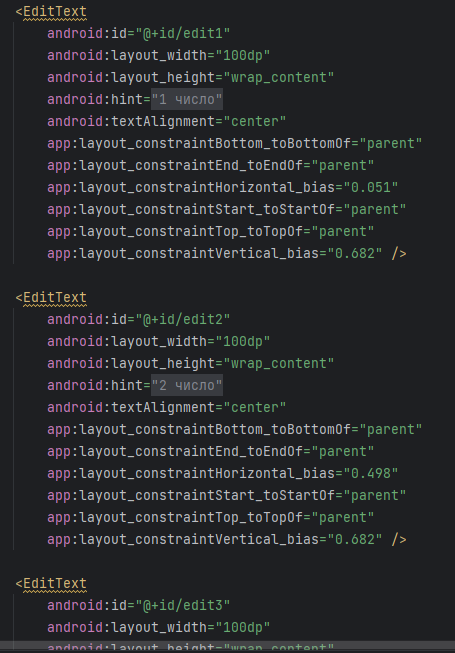 <EditText
android:id="@+id/edit1"
android:layout_width="100dp"
android:layout_height="wrap_content"
android:hint="1 число"
android:textAlignment="center"
app:layout_constraintBottom_toBottomOf="parent"
app:layout_constraintEnd_toEndOf="parent"
app:layout_constraintHorizontal_bias="0.051"
app:layout_constraintStart_toStartOf="parent"
app:layout_constraintTop_toTopOf="parent"
app:layout_constraintVertical_bias="0.682" />
<EditText
android:id="@+id/edit2"
android:layout_width="100dp"
android:layout_height="wrap_content"
android:hint="2 число"
android:textAlignment="center"
app:layout_constraintBottom_toBottomOf="parent"
app:layout_constraintEnd_toEndOf="parent"
app:layout_constraintHorizontal_bias="0.498"
app:layout_constraintStart_toStartOf="parent"
app:layout_constraintTop_toTopOf="parent"
app:layout_constraintVertical_bias="0.682" />
<EditText
android:id="@+id/edit3"
android:layout_width="100dp"
android:layout_height="wrap_content"